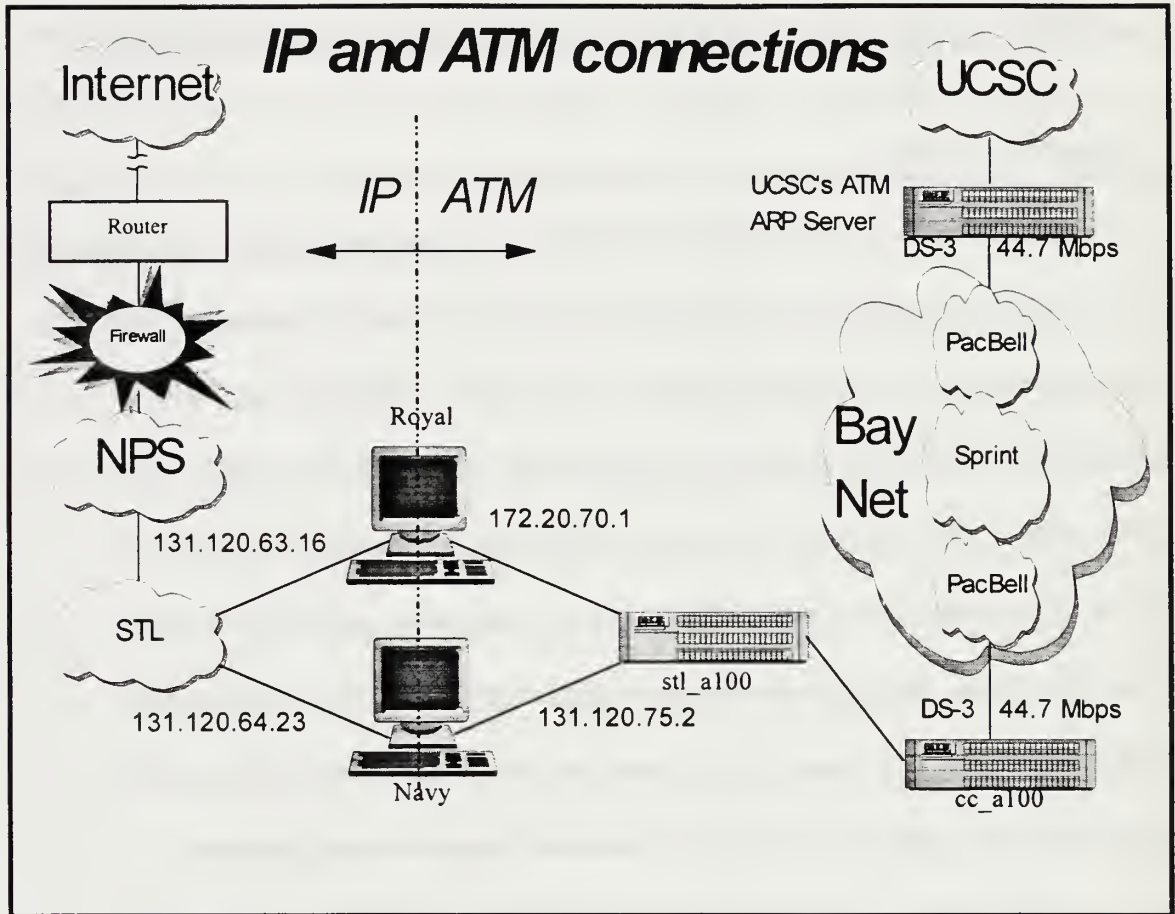 IP and ATM connections
Internet
UCSC
IP
ATM
UCSC's ATM
ARP Server
Router
DS-3
44.7 Mbps
Firewall
PacBell
Royal
Bay
Net
NPS
Sprint
172.20.70.1
131.120.63.16
PacBell
STL
stl_a100
131.120.64.23
131.120.75.2
DS-3
44.7 Mbps
Navy
cc_a100